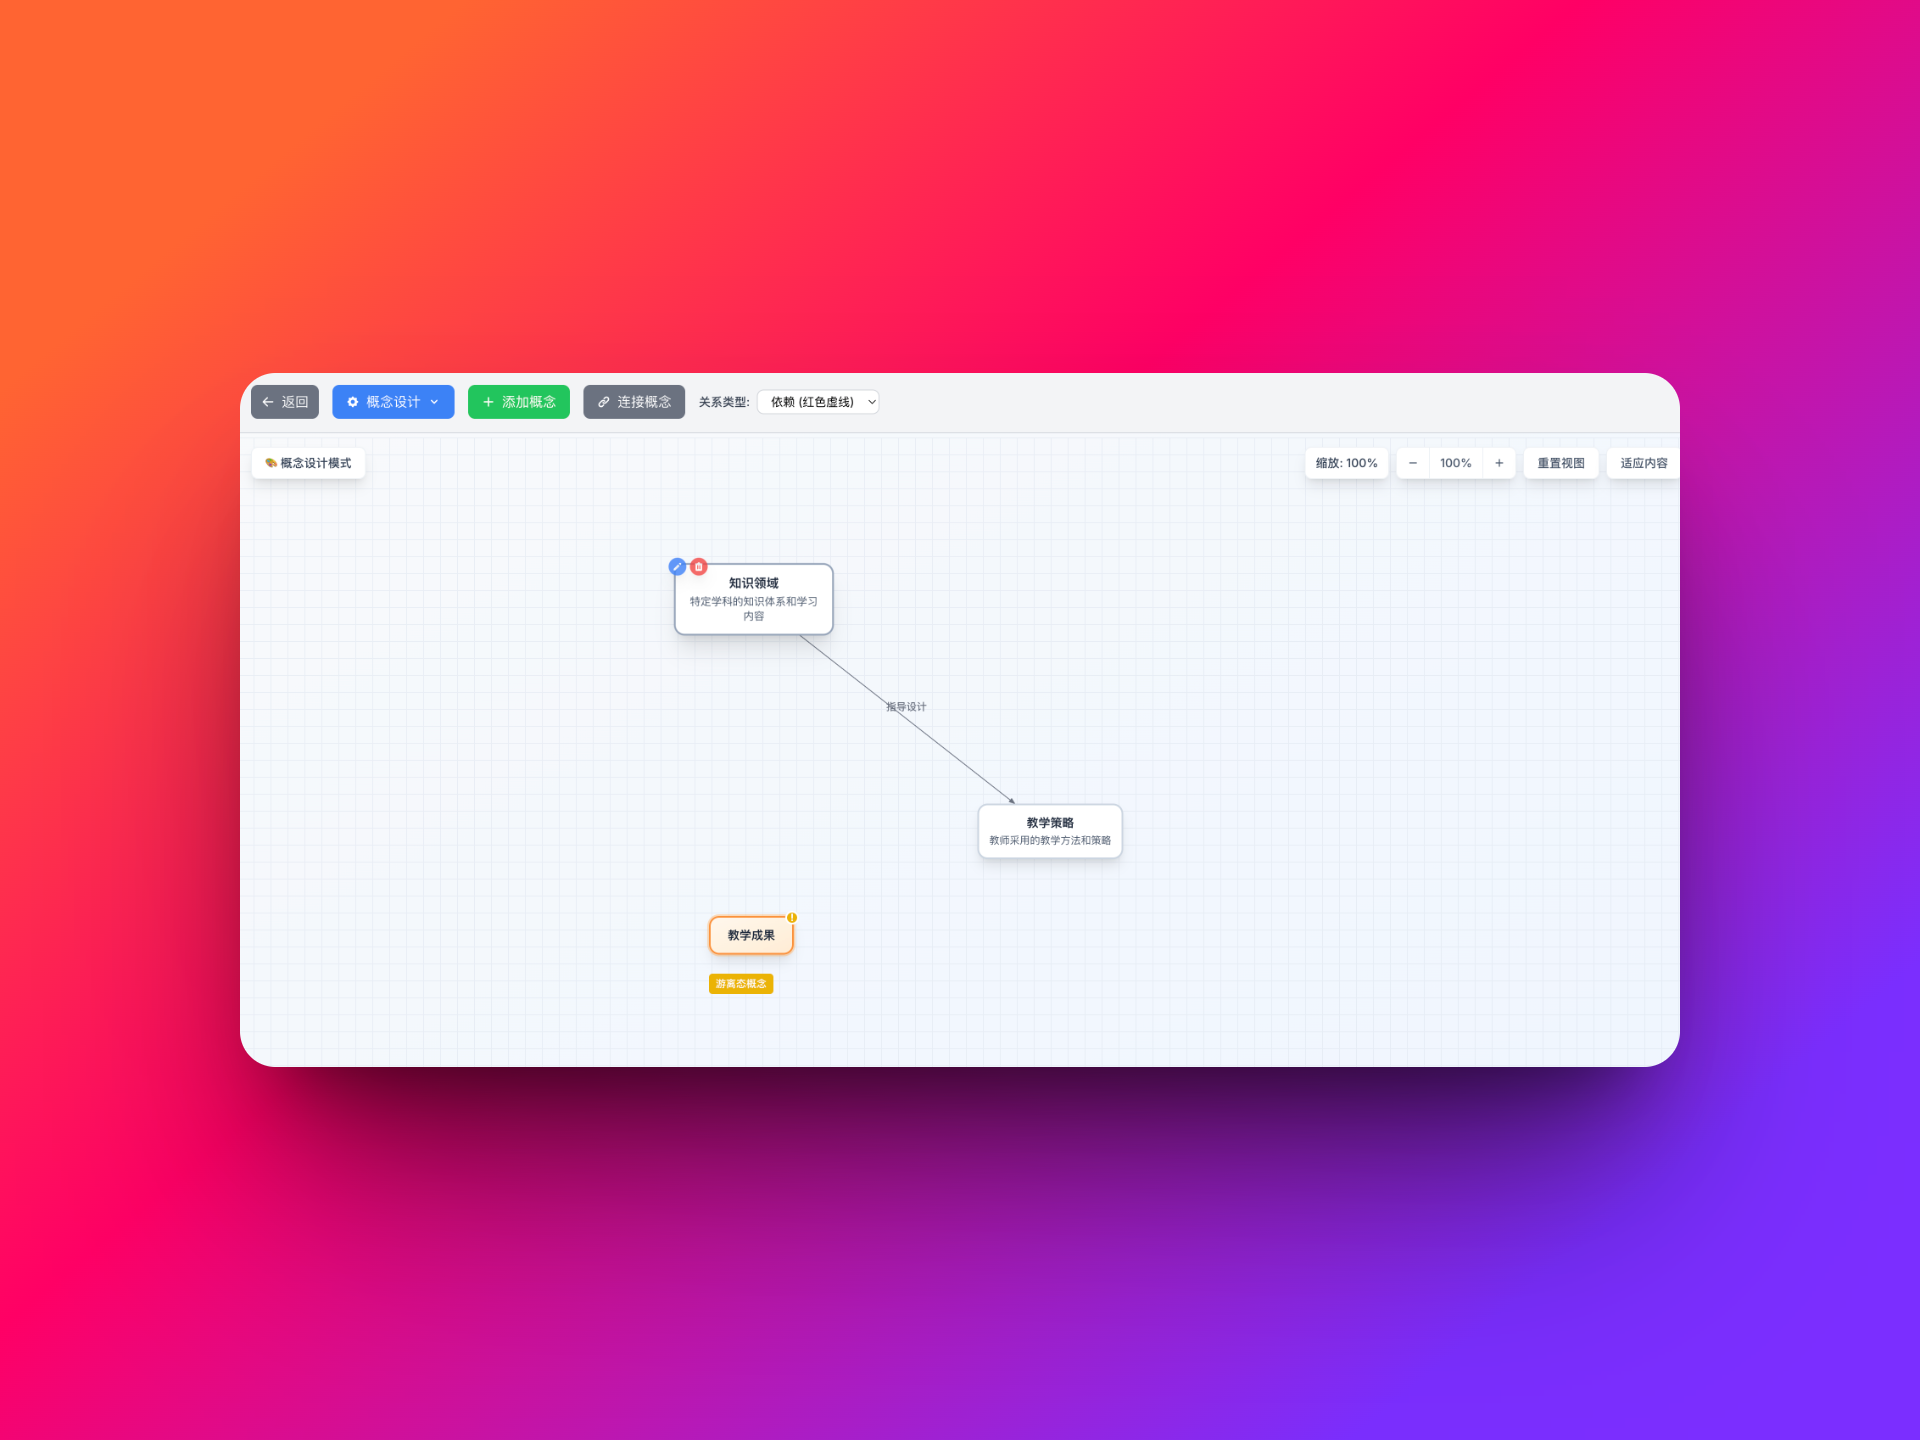 返回
概念设计
添加概念
连接概念
关系类型:
依赖 (红色虚线)
概念设计模式
缩放: 100%
− 100% +
重置视图
适应内容
知识领域
特定学科的知识体系和学习
内容
指导设计
教学策略
教师采用的教学方法和策略
教学成果
游离态概念